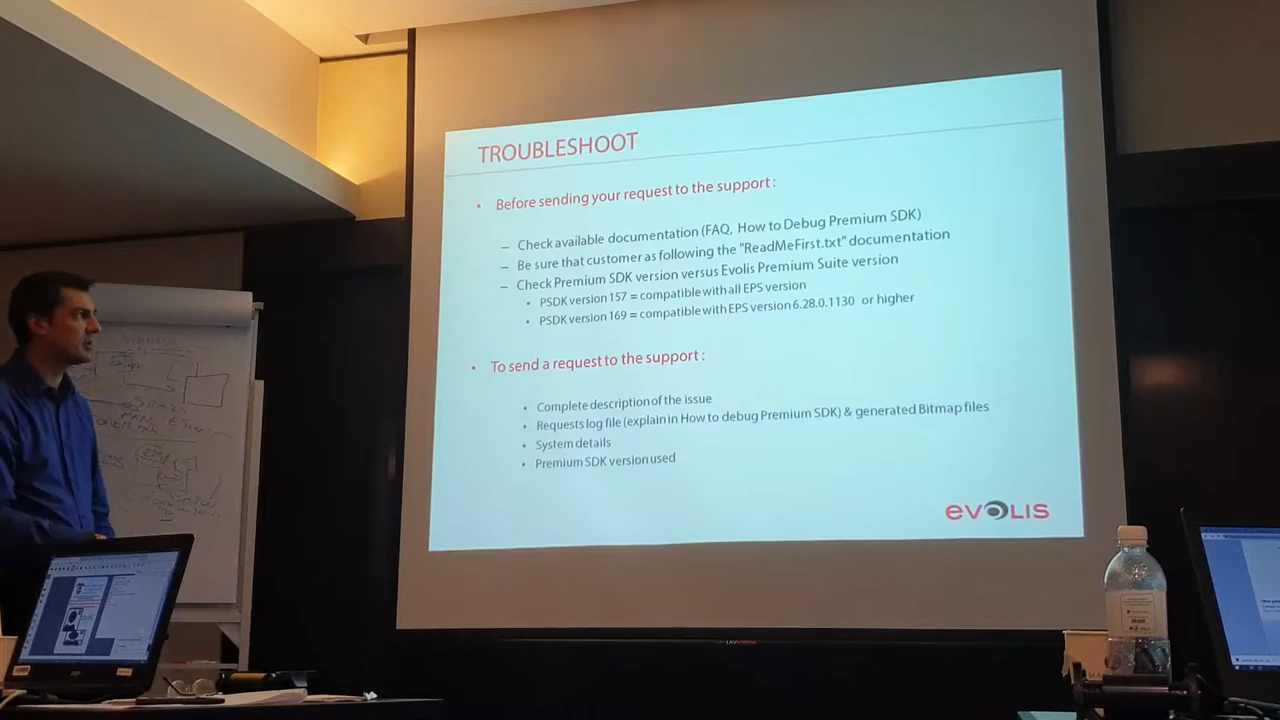 TROUBLESHOOT
• Before sending your request to the support :
– Check available documentation (FAQ, How to Debug Premium SDK)
– Be sure that customer as following the "ReadMeFirst.txt" documentation
– Check Premium SDK version versus Evolis Premium Suite version
• PSDK version 157 = compatible with all EPS version
• PSDK version 169 = compatible with EPS version 6.28.0.1130 or higher
• To send a request to the support :
• Complete description of the issue
• Requests log file (explain in How to debug Premium SDK) & generated Bitmap files
• System details
• Premium SDK version used
evolis